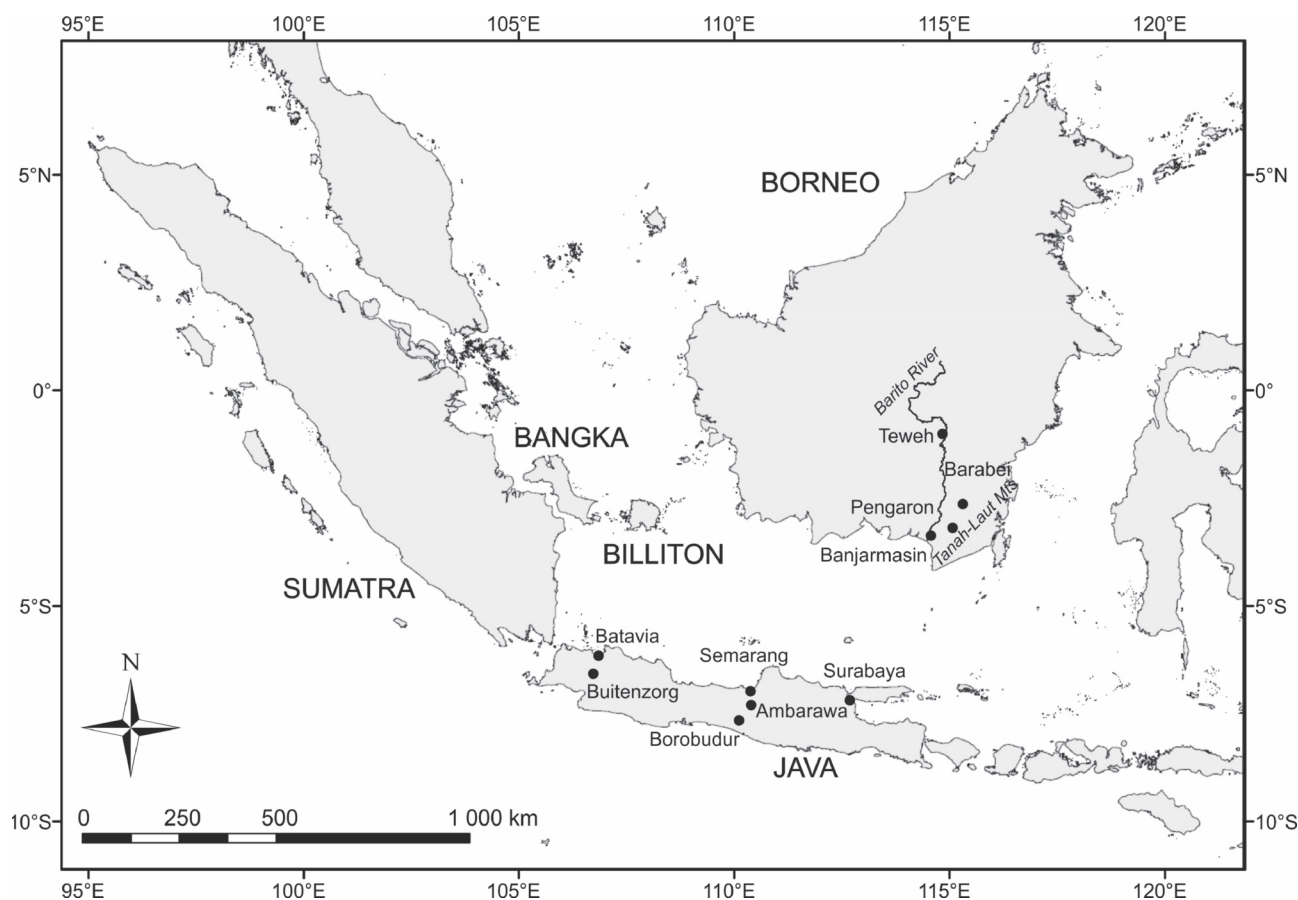 95°E 100°E 105°E 110°E 115°E 120°E
5°N 5°N
BORNEO
0° 0°
Barito River
BANGKA
Teweh
Barabei
Pengaron
BILLITON
Banjarmasin
Tanah-Laut Mts
SUMATRA
5°S 5°S
Batavia
Semarang
Surabaya
N
Buitenzorg
Ambarawa
Borobudur
JAVA
0 250 500 1 000 km
10°S 10°S
95°E 100°E 105°E 110°E 115°E 120°E